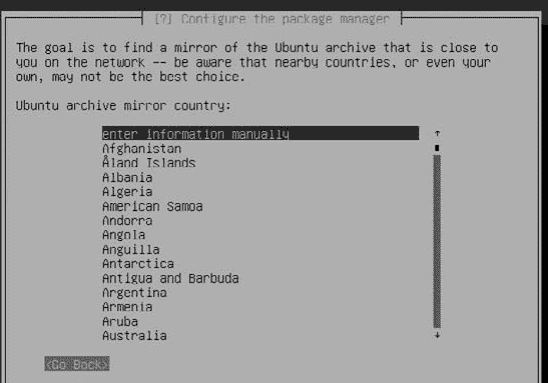 [?] Configure the package manager
The goal is to find a mirror of the Ubuntu archive that is close to
you on the network -- be aware that nearby countries, or even your
own, may not be the best choice.
Ubuntu archive mirror country:
enter information manually
Afghanistan
Åland Islands
Albania
Algeria
American Samoa
Andorra
Angola
Anguilla
Antarctica
Antigua and Barbuda
Argentina
Armenia
Aruba
Australia
<Go Back>